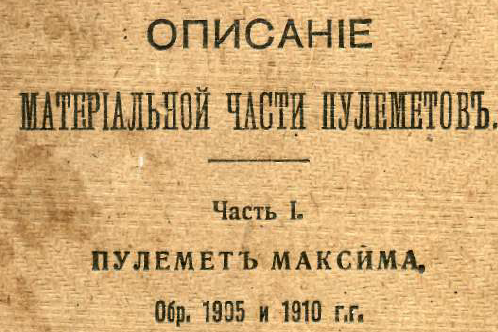 ОПИСАНІЕ
МАТЕРІАЛЬНОЙ ЧАСТИ ПУЛЕМЕТОВЪ.
Часть I.
ПУЛЕМЕТЪ МАКСИМА,
Обр. 1905 и 1910 г.г.